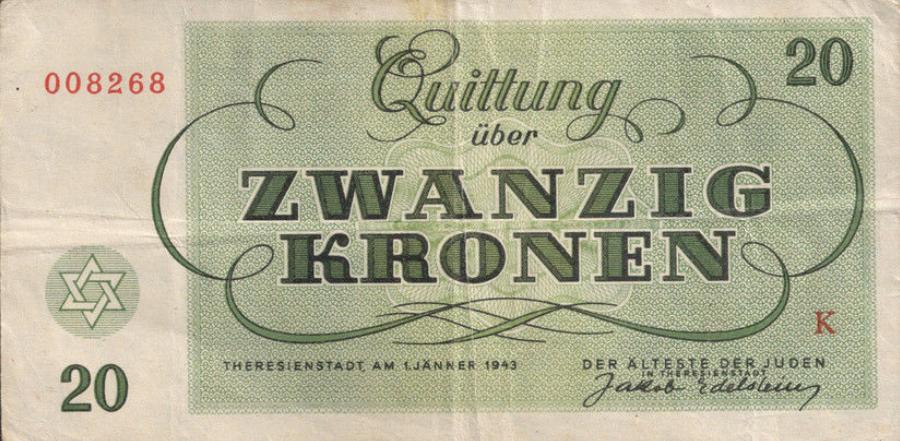 008268
20
Quittung
über
ZWANZIG
KRONEN
K
20
THERESIENSTADT, AM 1. JÄNNER 1943
DER ÄLTESTE DER JUDEN
IN THERESIENSTADT
Jakob Edelstein